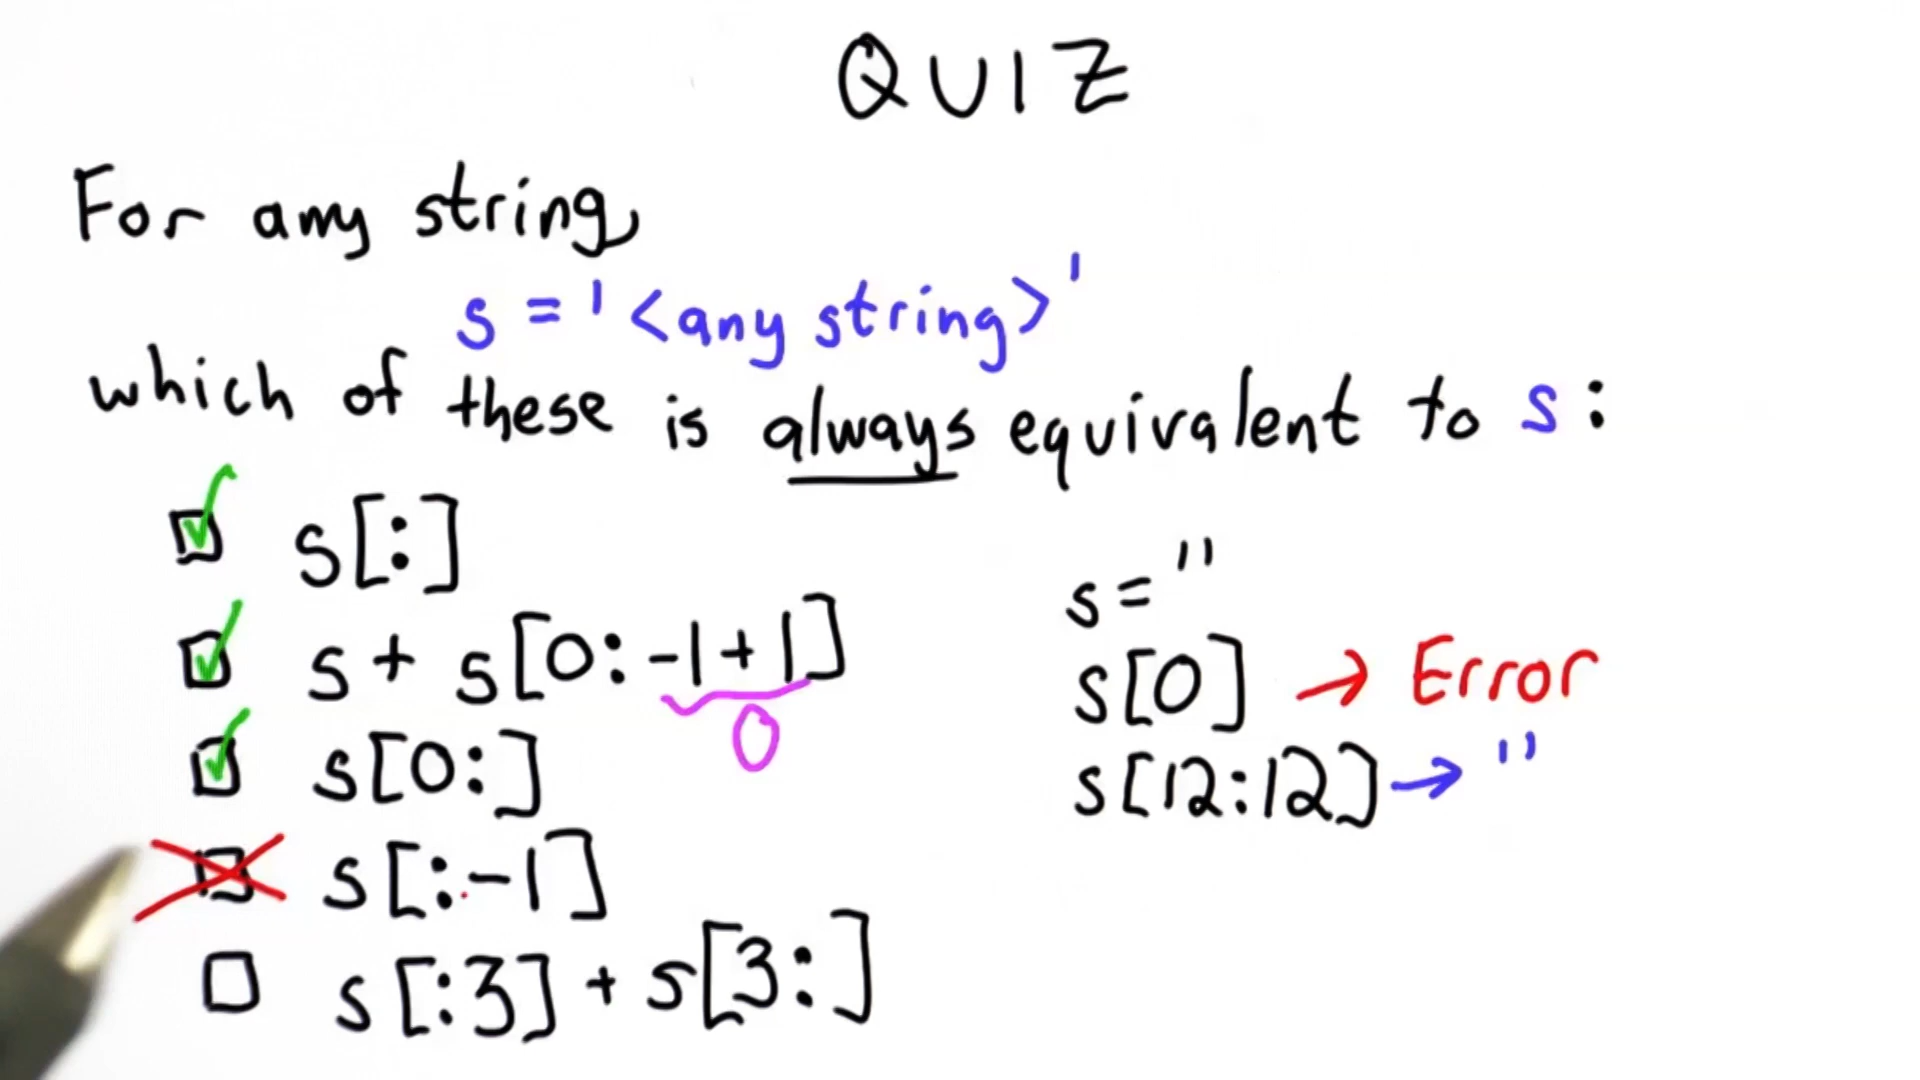 QUIZ
For any string,
s = '<any string>'
which of these is always equivalent to s:
s[:]
s + s[0:-1+1]
0
s[0:]
s[:-1]
s[:3] + s[3:]
s = ''
s[0] → Error
s[12:12] → ''